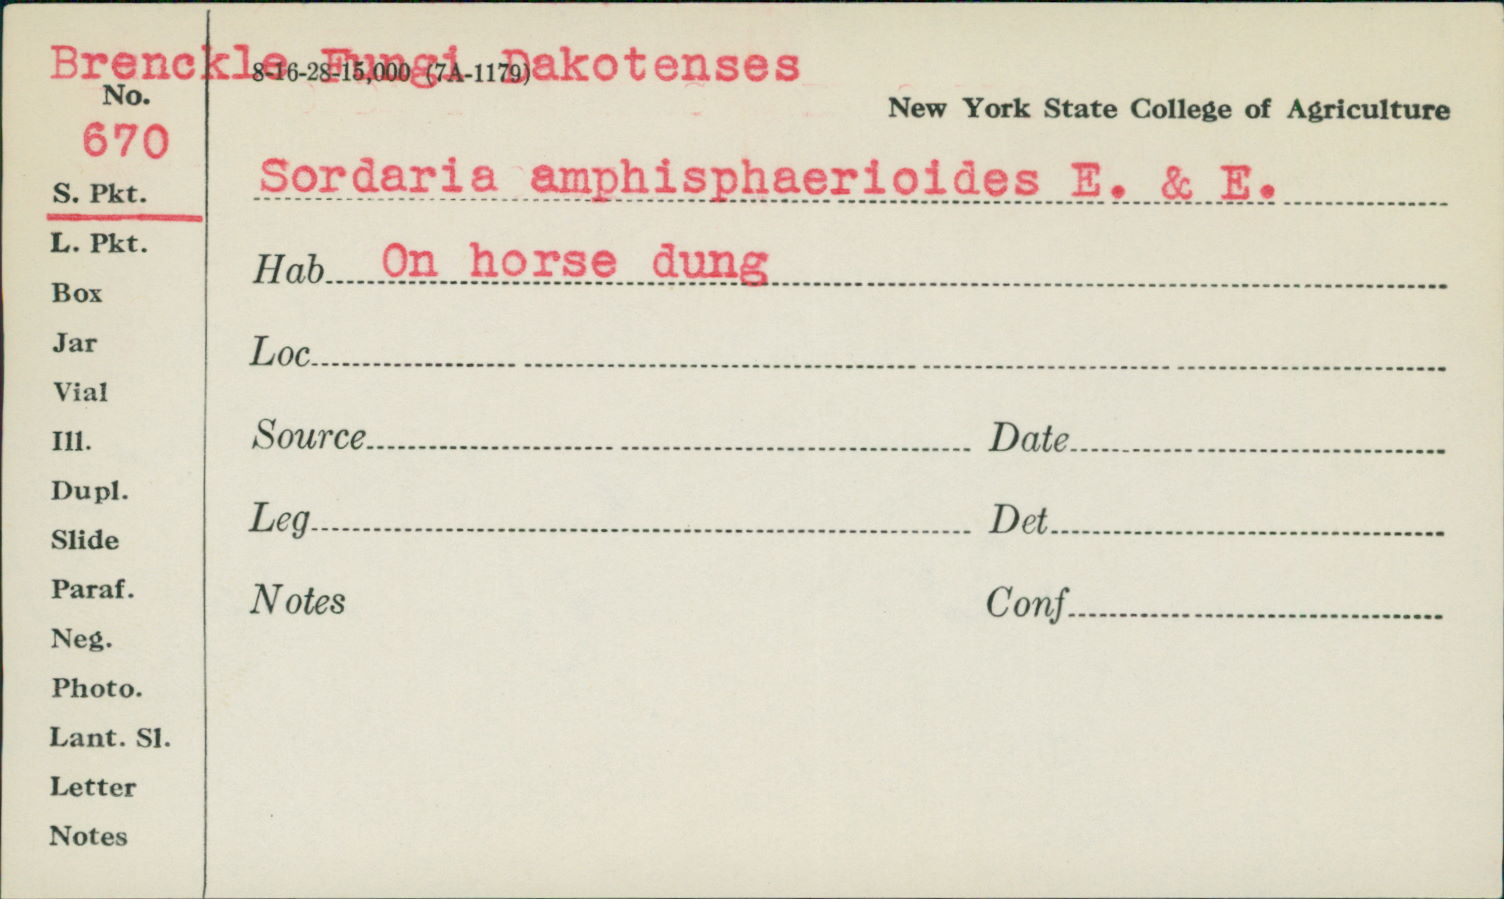 Brenckle Fungi Dakotenses
8-16-28-15,000 (7A-1179)
No.
New York State College of Agriculture
670
Sordaria amphisphaerioides E. & E.
S. Pkt.
L. Pkt.
Hab. On horse dung
Box
Jar
Loc.
Vial
Ill.
Source
Date
Dupl.
Leg
Det
Slide
Paraf.
Notes
Conf
Neg.
Photo.
Lant. Sl.
Letter
Notes